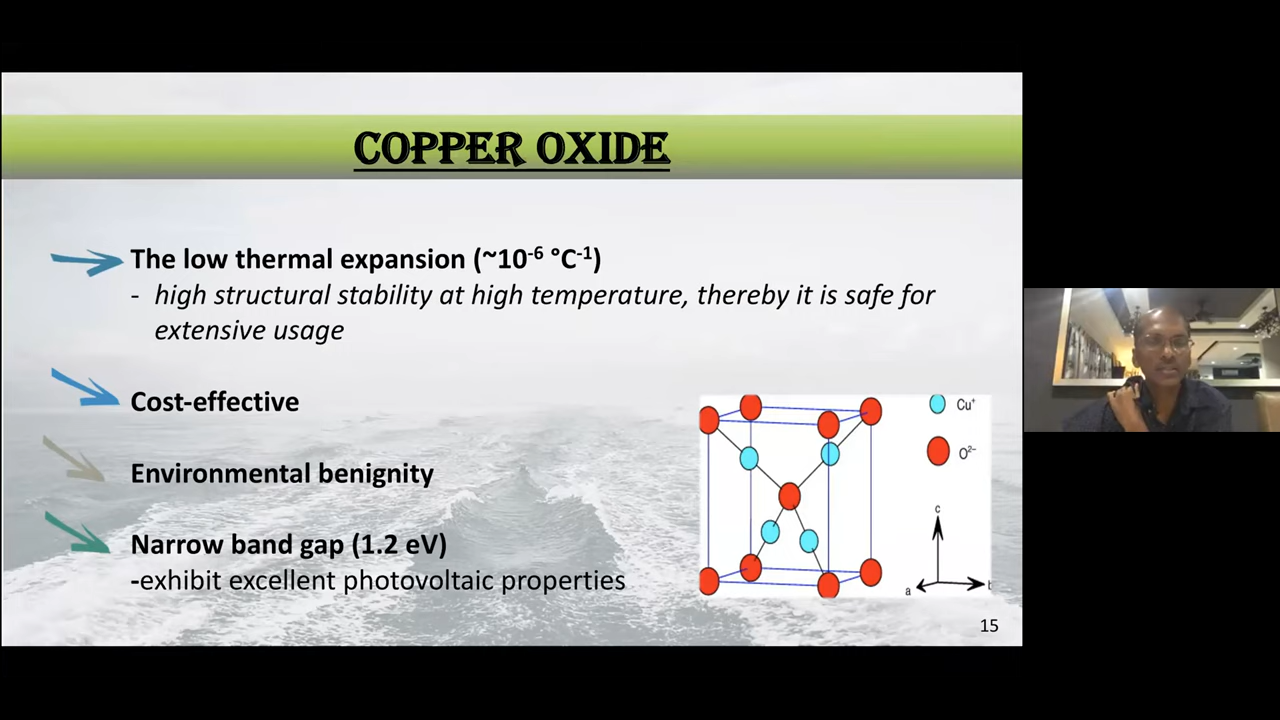 COPPER OXIDE
The low thermal expansion (~10⁻⁶ °C⁻¹)
- high structural stability at high temperature, thereby it is safe for
extensive usage
Cost-effective
Environmental benignity
Narrow band gap (1.2 eV)
-exhibit excellent photovoltaic properties
Cu⁺
O²⁻
c
a
b
15